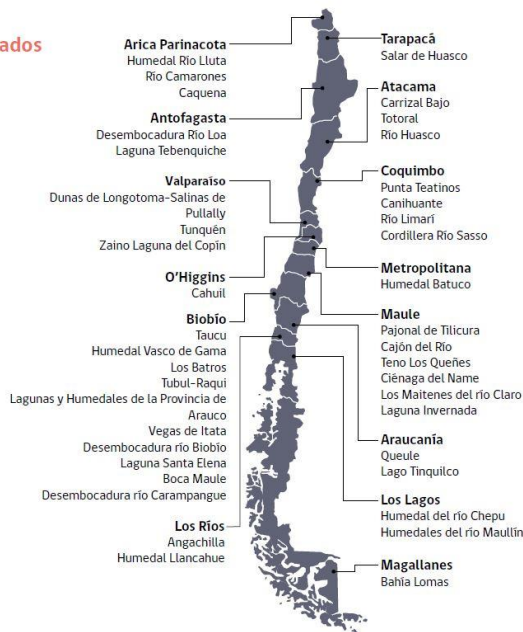 ados
Arica Parinacota
Humedal Río Lluta
Río Camarones
Caquena
Antofagasta
Desembocadura Río Loa
Laguna Tebenquiche
Valparaíso
Dunas de Longotoma-Salinas de
Pullally
Tunquén
Zaino Laguna del Copín
O'Higgins
Cahuil
Biobío
Taucu
Humedal Vasco de Gama
Los Batros
Tubul-Raqui
Lagunas y Humedales de la Provincia de
Arauco
Vegas de Itata
Desembocadura río Biobío
Laguna Santa Elena
Boca Maule
Desembocadura río Carampangue
Los Ríos
Angachilla
Humedal Llancahue
Tarapacá
Salar de Huasco
Atacama
Carrizal Bajo
Totoral
Río Huasco
Coquimbo
Punta Teatinos
Canihuante
Río Limarí
Cordillera Río Sasso
Metropolitana
Humedal Batuco
Maule
Pajonal de Tilicura
Cajón del Río
Teno Los Queñes
Ciénaga del Name
Los Maitenes del río Claro
Laguna Invernada
Araucanía
Queule
Lago Tinquilco
Los Lagos
Humedal del río Chepu
Humedales del río Maullín
Magallanes
Bahía Lomas